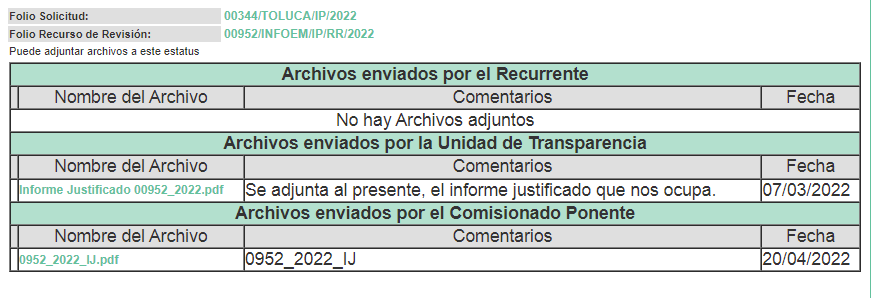 Folio Solicitud: 00344/TOLUCA/IP/2022
Folio Recurso de Revisión: 00952/INFOEM/IP/RR/2022
Puede adjuntar archivos a este estatus
Archivos enviados por el Recurrente
Nombre del Archivo Comentarios Fecha
No hay Archivos adjuntos
Archivos enviados por la Unidad de Transparencia
Nombre del Archivo Comentarios Fecha
Informe Justificado 00952_2022.pdf Se adjunta al presente, el informe justificado que nos ocupa. 07/03/2022
Archivos enviados por el Comisionado Ponente
Nombre del Archivo Comentarios Fecha
0952_2022_IJ.pdf 0952_2022_IJ 20/04/2022